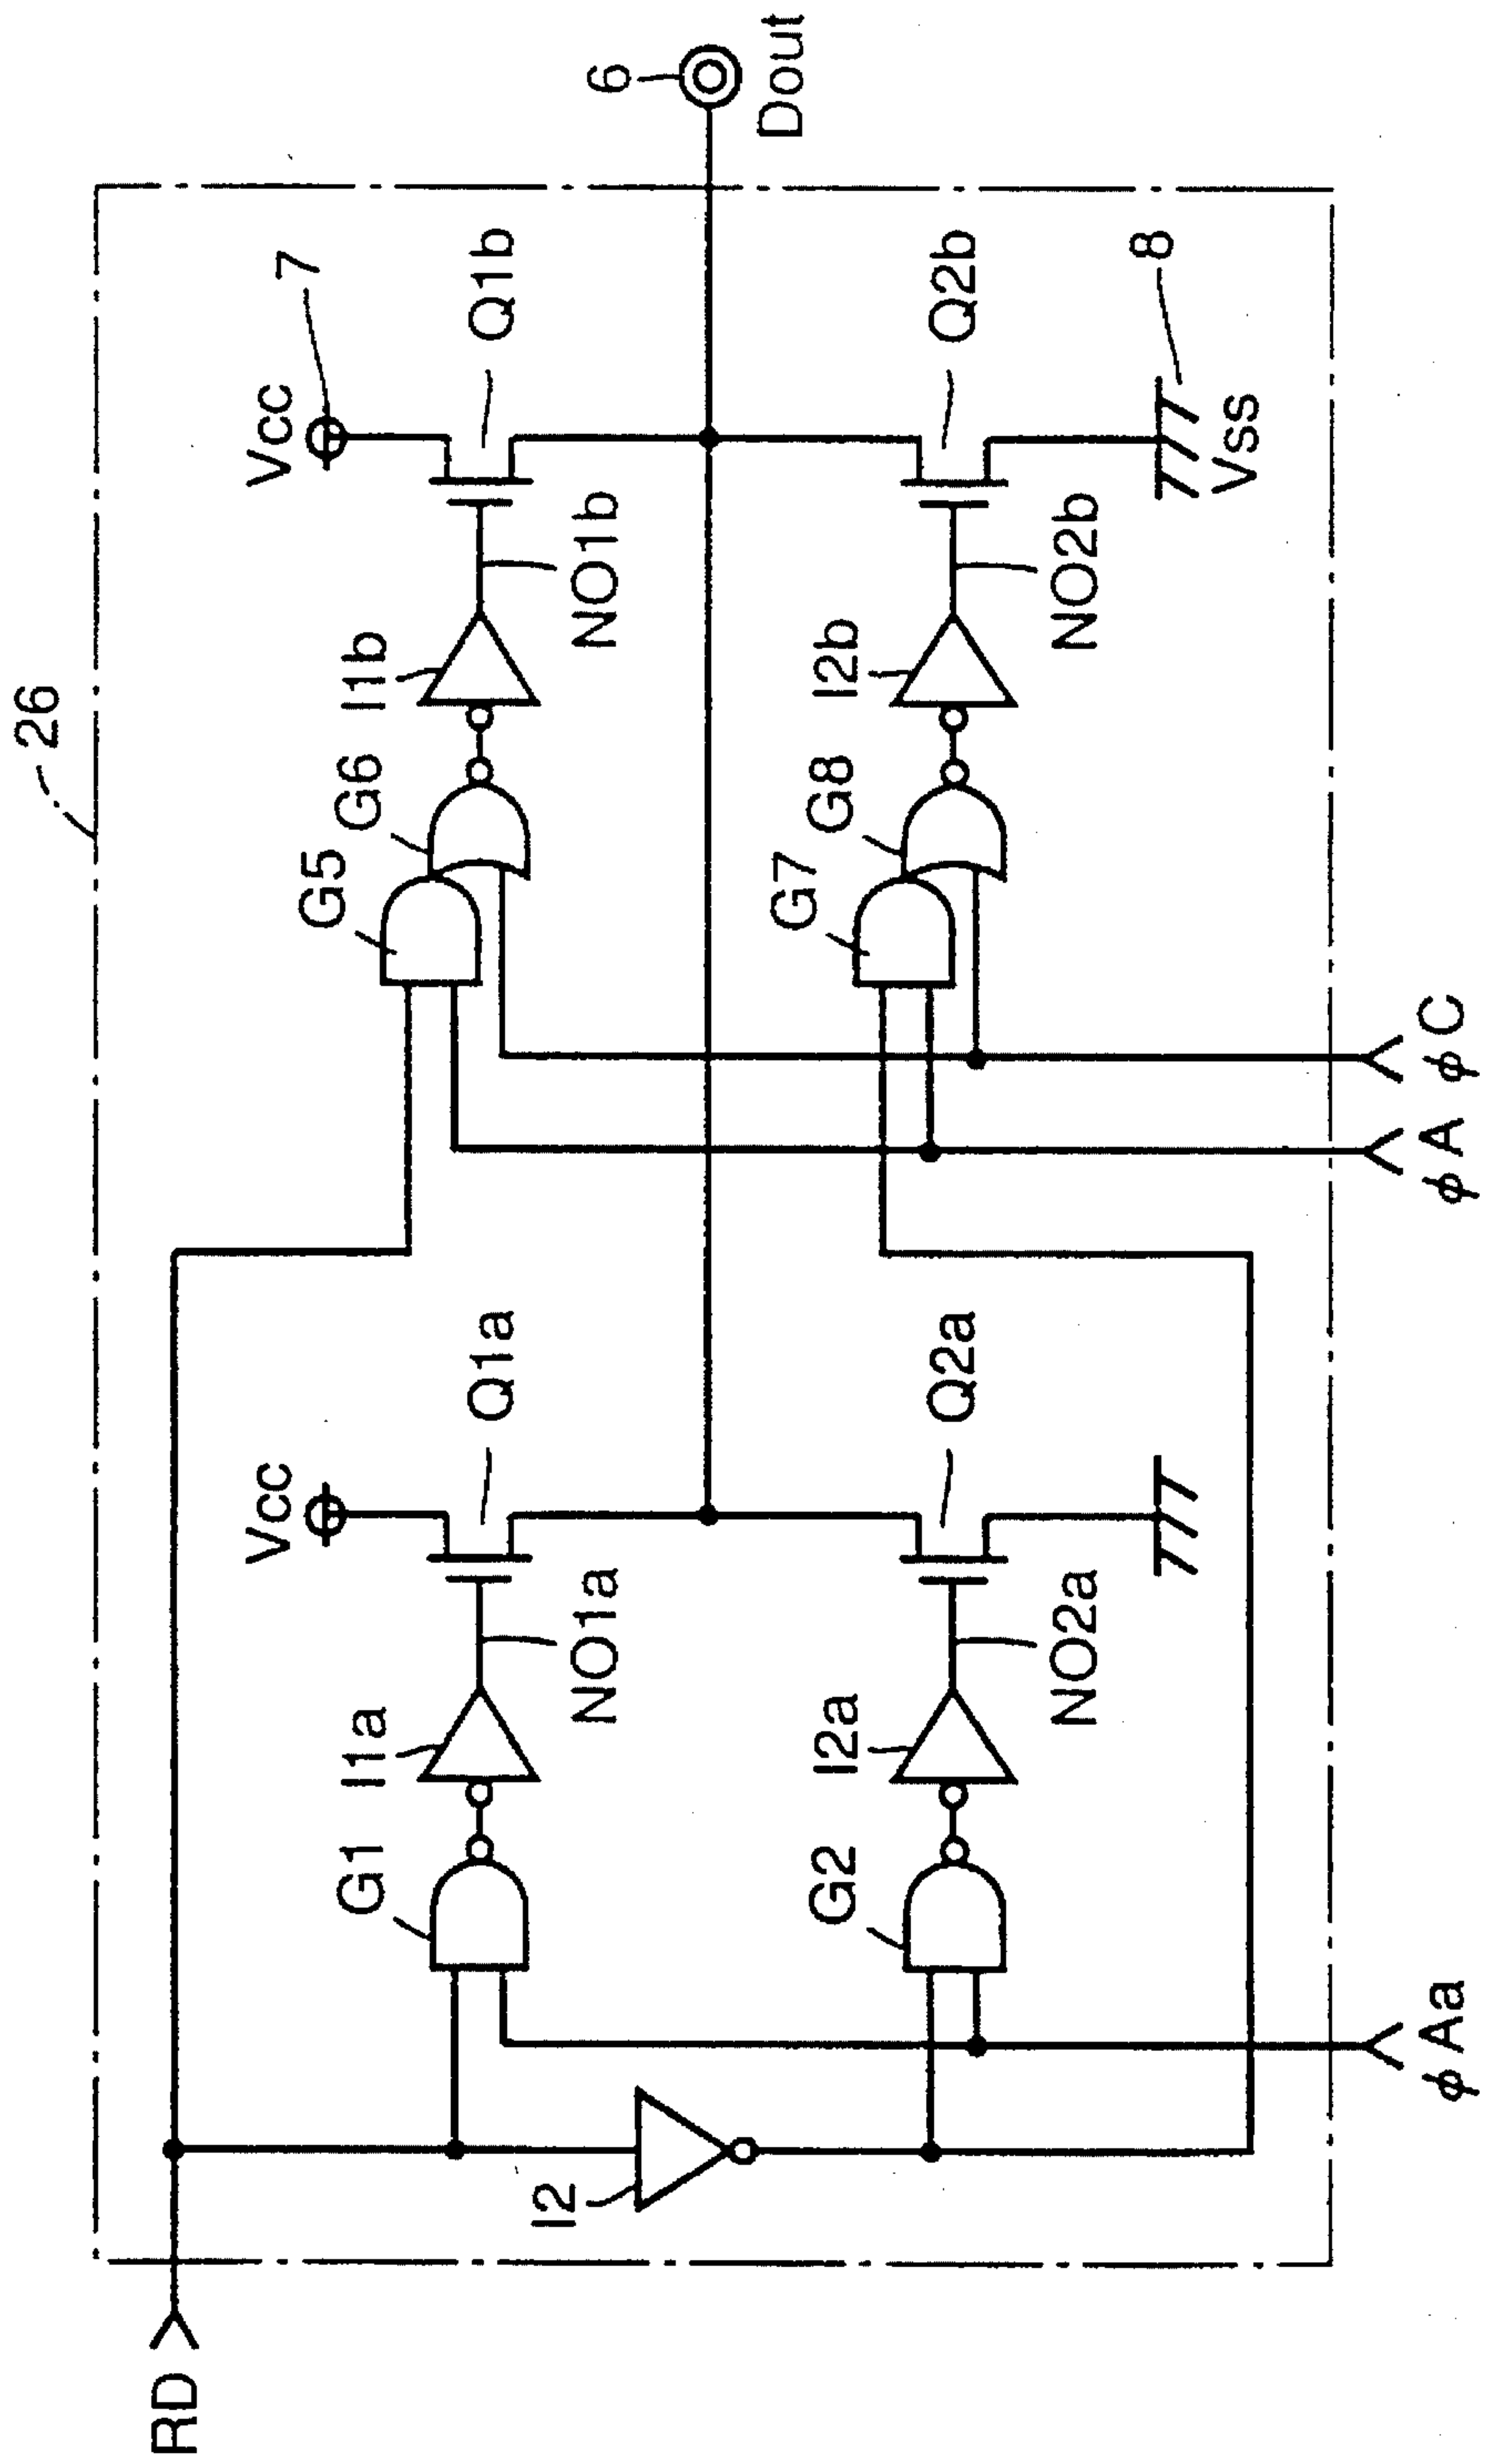 26
7
Vcc
Vcc
I1a
I1b
G1
Q1a
G5
G6
Q1b
NO1a
NO1b
6
RD
I2
Dout
G2
I2a
Q2a
G7
G8
I2b
Q2b
NO2a
NO2b
8
Vss
φAa
φA
φC